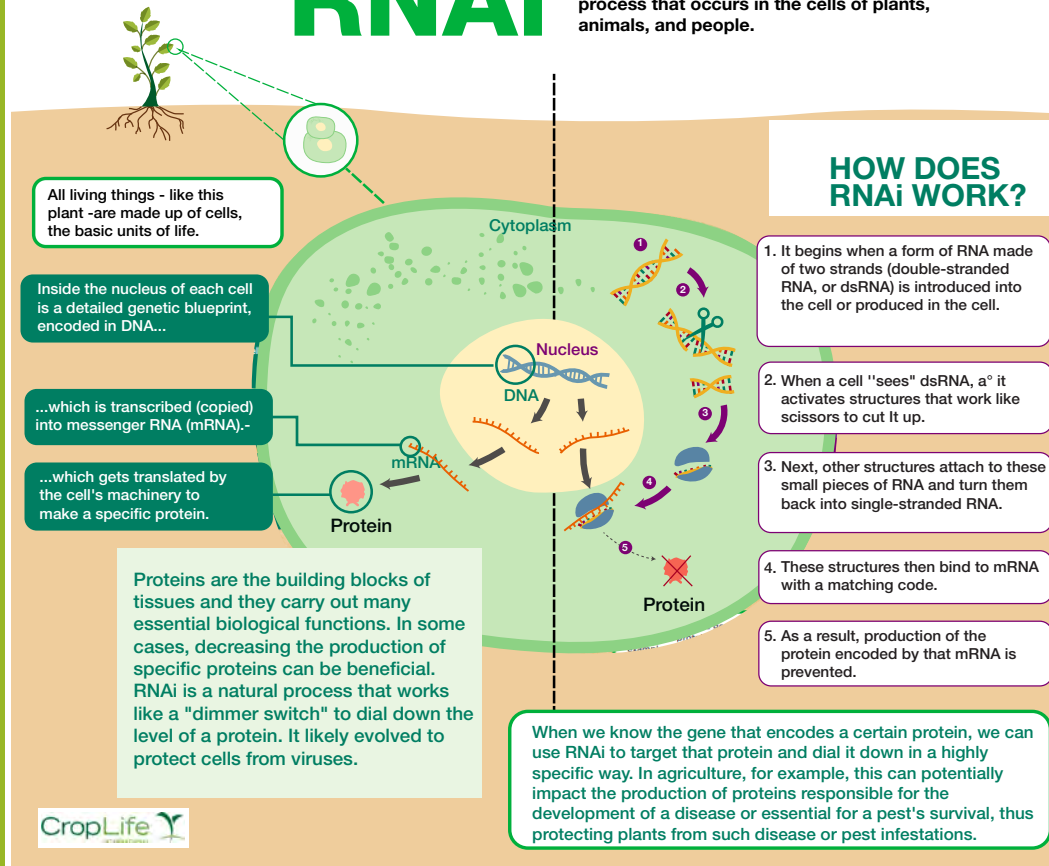 RNAi
process that occurs in the cells of plants,
animals, and people.
All living things - like this
plant -are made up of cells,
the basic units of life.
Inside the nucleus of each cell
is a detailed genetic blueprint,
encoded in DNA...
...which is transcribed (copied)
into messenger RNA (mRNA).-
...which gets translated by
the cell's machinery to
make a specific protein.
Cytoplasm
Nucleus
DNA
mRNA
Protein
1
2
3
4
5
Protein
HOW DOES
RNAi WORK?
1. It begins when a form of RNA made
of two strands (double-stranded
RNA, or dsRNA) is introduced into
the cell or produced in the cell.
2. When a cell ''sees" dsRNA, a° it
activates structures that work like
scissors to cut It up.
3. Next, other structures attach to these
small pieces of RNA and turn them
back into single-stranded RNA.
4. These structures then bind to mRNA
with a matching code.
5. As a result, production of the
protein encoded by that mRNA is
prevented.
Proteins are the building blocks of
tissues and they carry out many
essential biological functions. In some
cases, decreasing the production of
specific proteins can be beneficial.
RNAi is a natural process that works
like a "dimmer switch" to dial down the
level of a protein. It likely evolved to
protect cells from viruses.
When we know the gene that encodes a certain protein, we can
use RNAi to target that protein and dial it down in a highly
specific way. In agriculture, for example, this can potentially
impact the production of proteins responsible for the
development of a disease or essential for a pest's survival, thus
protecting plants from such disease or pest infestations.
CropLife